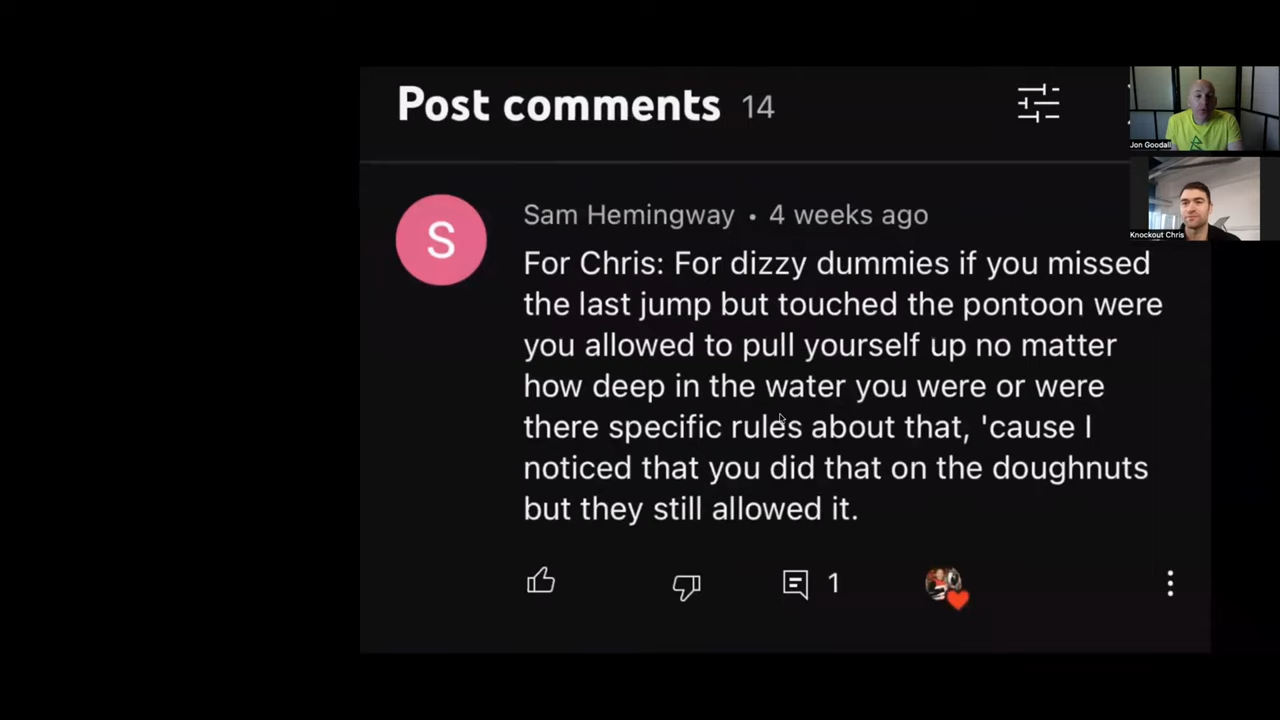 Post comments 14
Sam Hemingway • 4 weeks ago
S
For Chris: For dizzy dummies if you missed
the last jump but touched the pontoon were
you allowed to pull yourself up no matter
how deep in the water you were or were
there specific rules about that, 'cause I
noticed that you did that on the doughnuts
but they still allowed it.
1
Jon Goodall
Knockout Chris